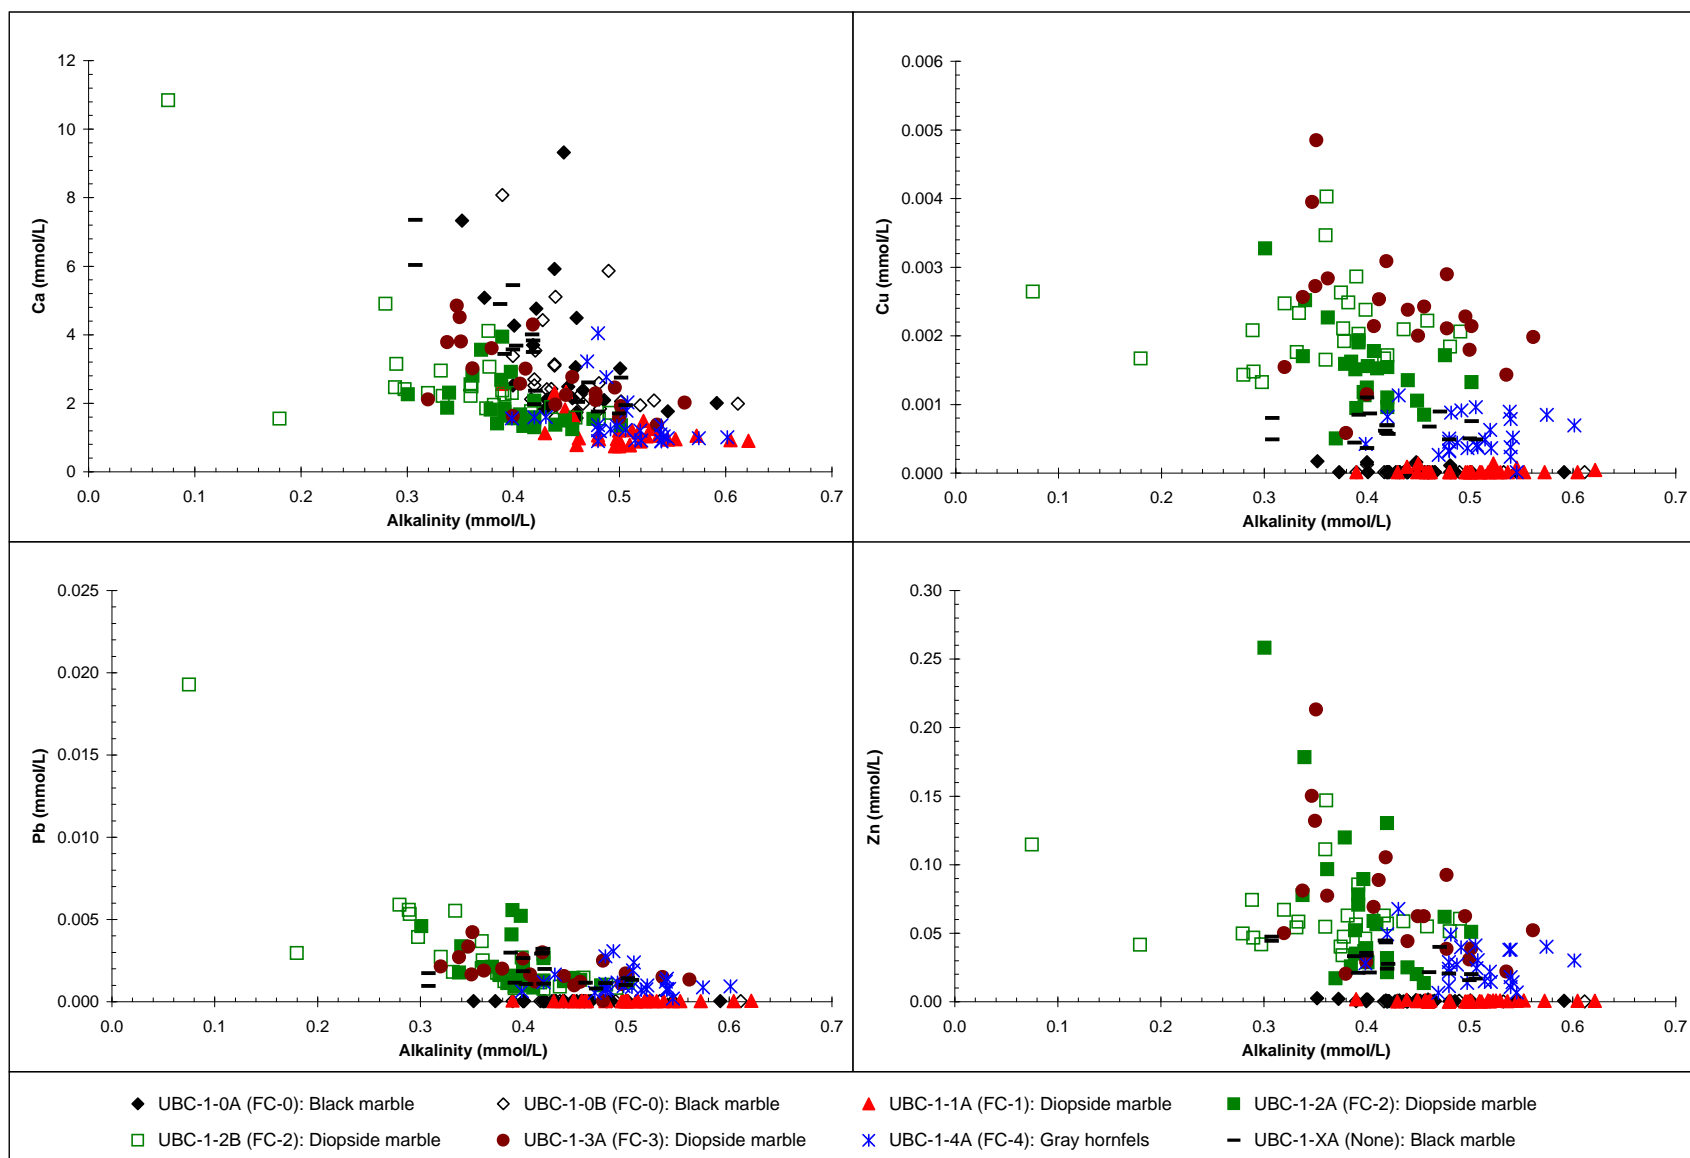 12
10
8
6
4
2
0
Ca (mmol/L)
0.0 0.1 0.2 0.3 0.4 0.5 0.6 0.7
Alkalinity (mmol/L)
0.006
0.005
0.004
0.003
0.002
0.001
0.000
Cu (mmol/L)
0.0 0.1 0.2 0.3 0.4 0.5 0.6 0.7
Alkalinity (mmol/L)
0.025
0.020
0.015
0.010
0.005
0.000
Pb (mmol/L)
0.0 0.1 0.2 0.3 0.4 0.5 0.6 0.7
Alkalinity (mmol/L)
0.30
0.25
0.20
0.15
0.10
0.05
0.00
Zn (mmol/L)
0.0 0.1 0.2 0.3 0.4 0.5 0.6 0.7
Alkalinity (mmol/L)
UBC-1-0A (FC-0): Black marble UBC-1-0B (FC-0): Black marble UBC-1-1A (FC-1): Diopside marble UBC-1-2A (FC-2): Diopside marble
UBC-1-2B (FC-2): Diopside marble UBC-1-3A (FC-3): Diopside marble UBC-1-4A (FC-4): Gray hornfels UBC-1-XA (None): Black marble